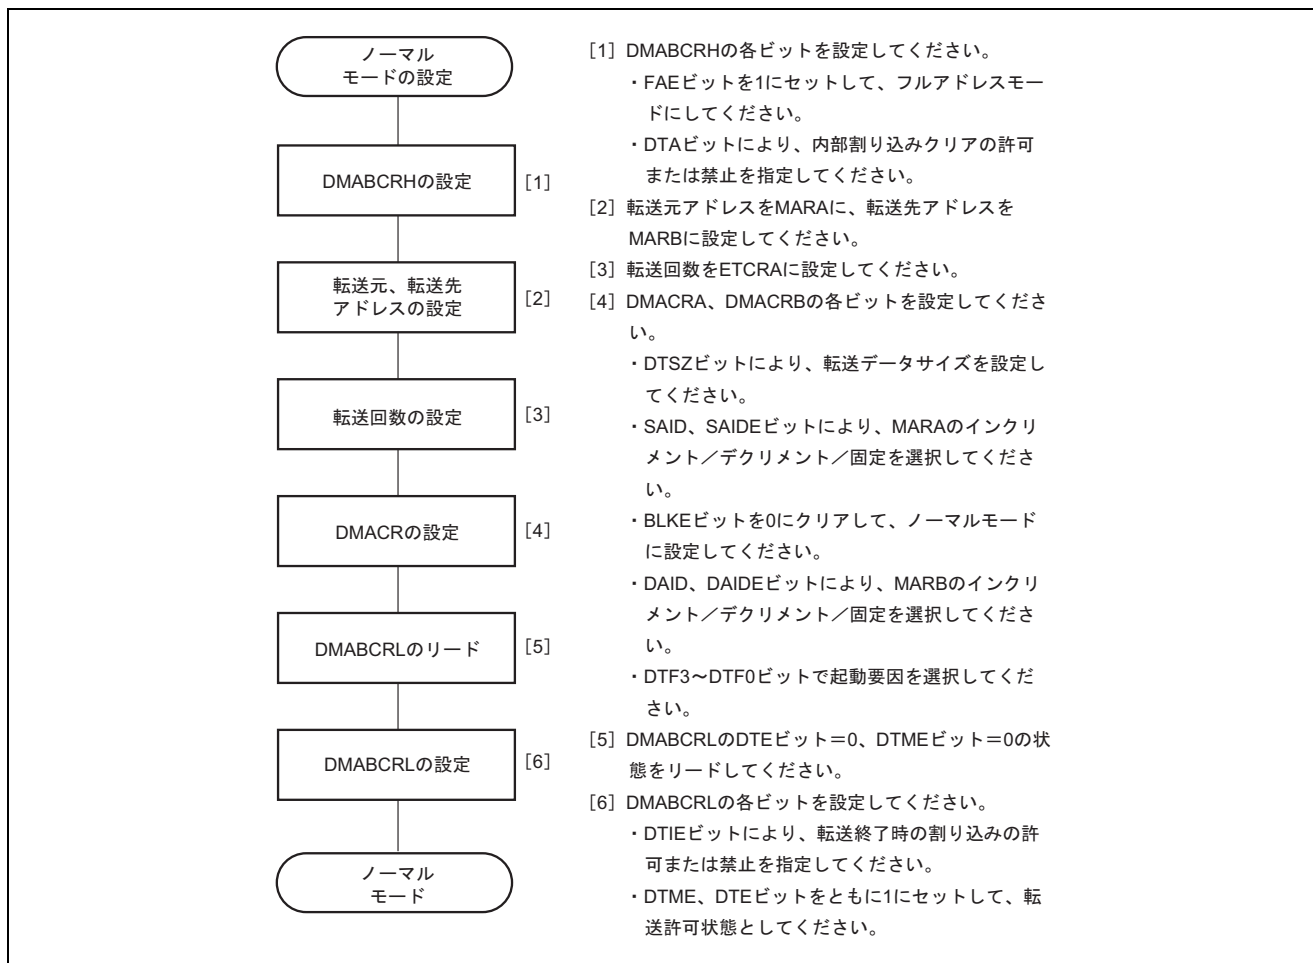 ノーマル
モードの設定
DMABCRHの設定
[1]
転送元、転送先
アドレスの設定
[2]
転送回数の設定
[3]
DMACRの設定
[4]
DMABCRLのリード
[5]
DMABCRLの設定
[6]
ノーマル
モード
[1] DMABCRHの各ビットを設定してください。
・FAEビットを1にセットして、フルアドレスモー
ドにしてください。
・DTAビットにより、内部割り込みクリアの許可
または禁止を指定してください。
[2] 転送元アドレスをMARAに、転送先アドレスを
MARBに設定してください。
[3] 転送回数をETCRAに設定してください。
[4] DMACRA、DMACRBの各ビットを設定してくださ
い。
・DTSZビットにより、転送データサイズを設定し
てください。
・SAID、SAIDEビットにより、MARAのインクリ
メント／デクリメント／固定を選択してくださ
い。
・BLKEビットを0にクリアして、ノーマルモード
に設定してください。
・DAID、DAIDEビットにより、MARBのインクリ
メント／デクリメント／固定を選択してくださ
い。
・DTF3～DTF0ビットで起動要因を選択してくだ
さい。
[5] DMABCRLのDTEビット＝0、DTMEビット＝0の状
態をリードしてください。
[6] DMABCRLの各ビットを設定してください。
・DTIEビットにより、転送終了時の割り込みの許
可または禁止を指定してください。
・DTME、DTEビットをともに1にセットして、転
送許可状態としてください。